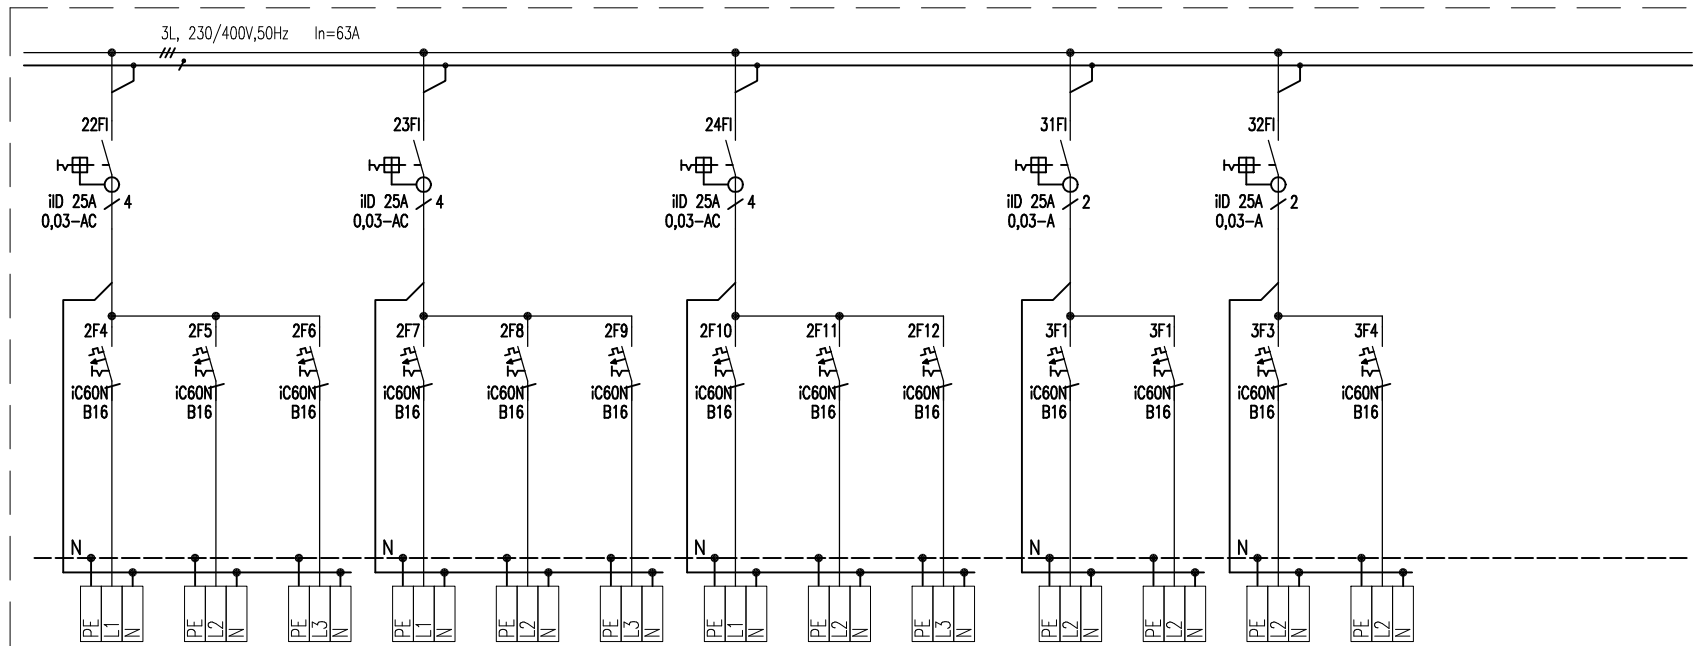 3L, 230/400V,50Hz In=63A
22FI 23FI 24FI 31FI 32FI
iID 25A 4 iID 25A 4 iID 25A 4 iID 25A 2 iID 25A 2
0,03-AC 0,03-AC 0,03-AC 0,03-A 0,03-A
2F4 2F5 2F6 2F7 2F8 2F9 2F10 2F11 2F12 3F1 3F1 3F3 3F4
iC60N iC60N iC60N iC60N iC60N iC60N iC60N iC60N iC60N iC60N iC60N iC60N iC60N
B16 B16 B16 B16 B16 B16 B16 B16 B16 B16 B16 B16 B16
N N N N N
PE L1 N PE L2 N PE L3 N PE L1 N PE L2 N PE L3 N PE L1 N PE L2 N PE L3 N PE L2 N PE L2 N PE L2 N PE L2 N